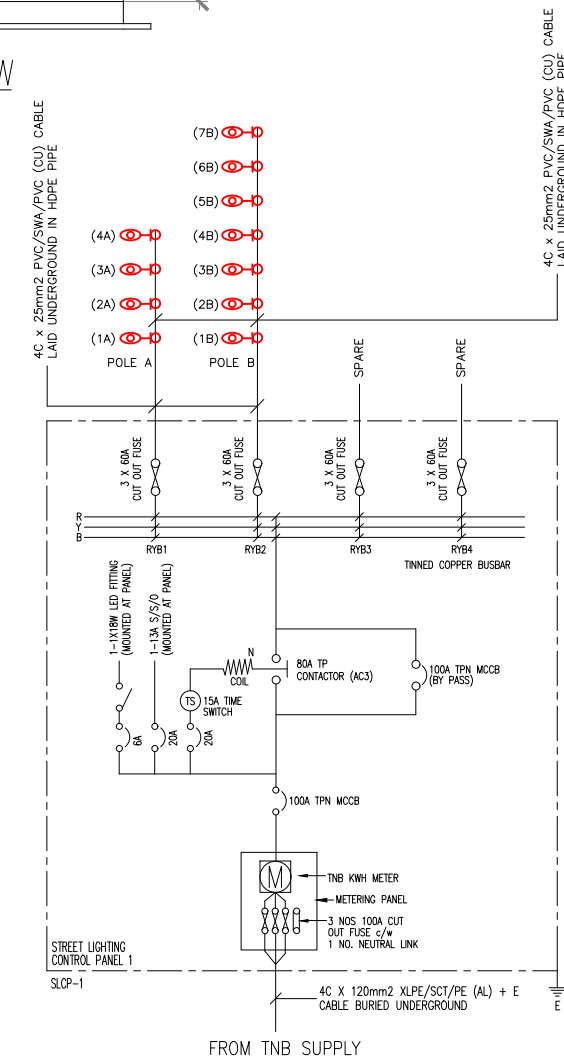 W
4C x 25mm2 PVC/SWA/PVC (CU) CABLE
LAID UNDERGROUND IN HDPE PIPE
4C x 25mm2 PVC/SWA/PVC (CU) CABLE
LAID UNDERGROUND IN HDPE PIPE
(7B)
(6B)
(5B)
(4A)
(4B)
(3A)
(3B)
(2A)
(2B)
(1A)
(1B)
POLE A
POLE B
SPARE
SPARE
3 X 60A
CUT OUT FUSE
3 X 60A
CUT OUT FUSE
3 X 60A
CUT OUT FUSE
3 X 60A
CUT OUT FUSE
R
Y
B
RYB1
RYB2
RYB3
RYB4
TINNED COPPER BUSBAR
1-1X18W LED FITTING
(MOUNTED AT PANEL)
1-13A S/S/O
(MOUNTED AT PANEL)
N
COIL
80A TP
CONTACTOR (AC3)
100A TPN MCCB
(BY PASS)
TS
15A TIME
SWITCH
6A
20A
20A
100A TPN MCCB
M
TNB KWH METER
METERING PANEL
3 NOS 100A CUT
OUT FUSE c/w
1 NO. NEUTRAL LINK
STREET LIGHTING
CONTROL PANEL 1
SLCP-1
4C X 120mm2 XLPE/SCT/PE (AL) + E
CABLE BURIED UNDERGROUND
E
FROM TNB SUPPLY